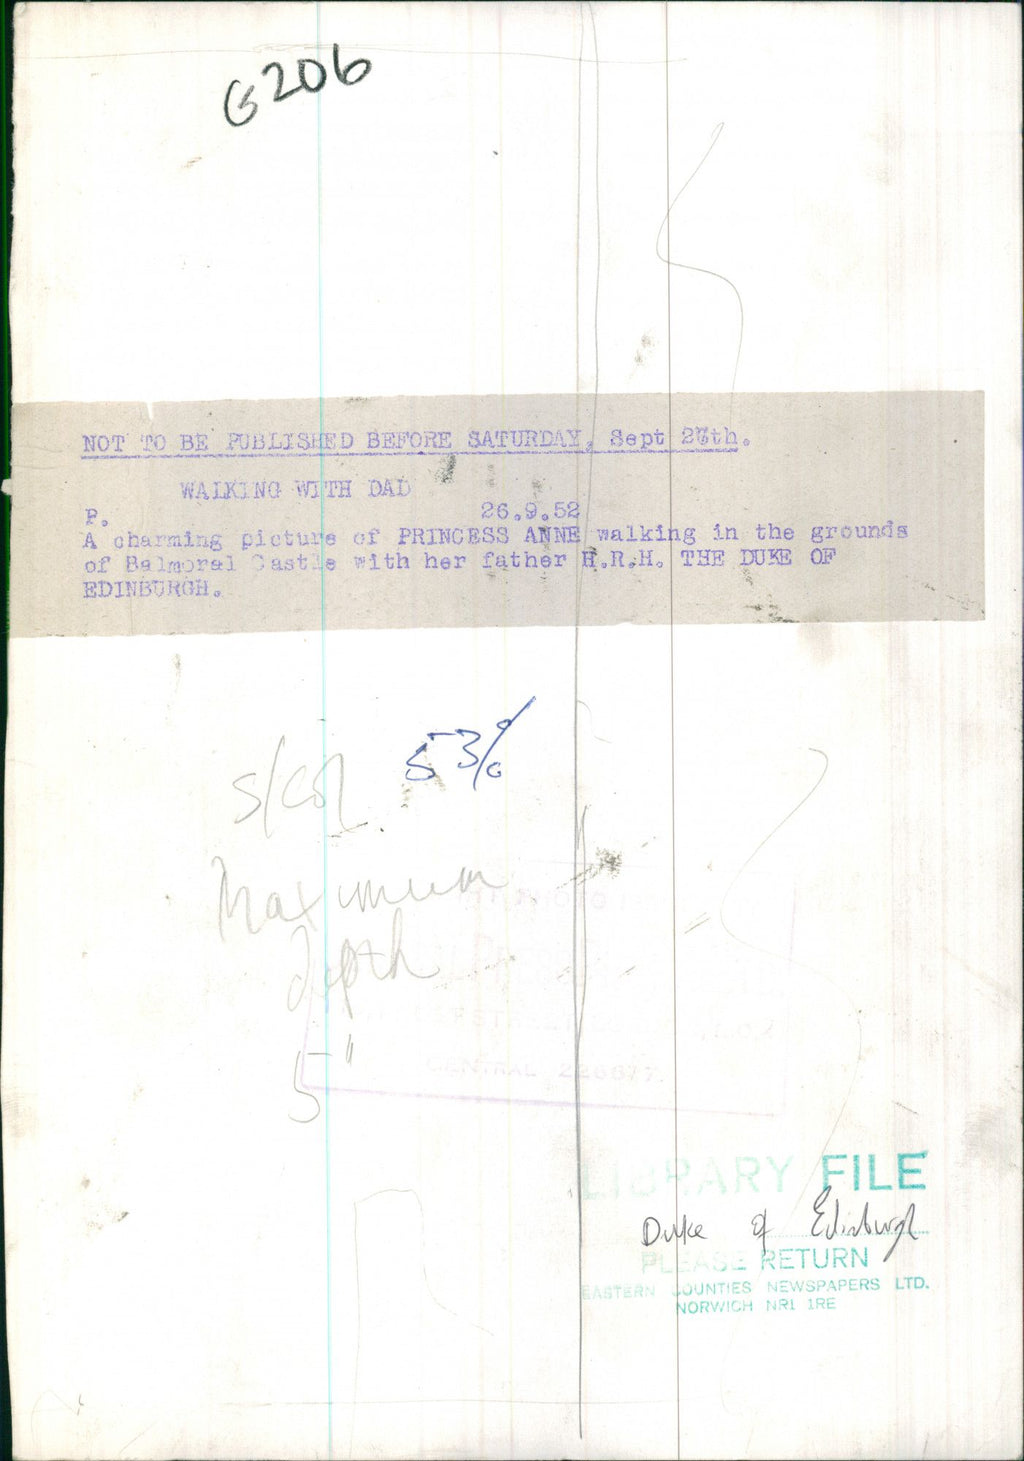 G206
NOT TO BE PUBLISHED BEFORE SATURDAY, Sept 27th.
WALKING WITH DAD
P. 26.9.52
A charming picture of PRINCESS ANNE walking in the grounds
of Balmoral Castle with her father H.R.H. THE DUKE OF
EDINBURGH.
53%
s/col
Maximum
depth
5"
CENTRAL
LIBRARY FILE
Duke of Edinburgh
PLEASE RETURN
EASTERN COUNTIES NEWSPAPERS LTD.
NORWICH NR1 1RE